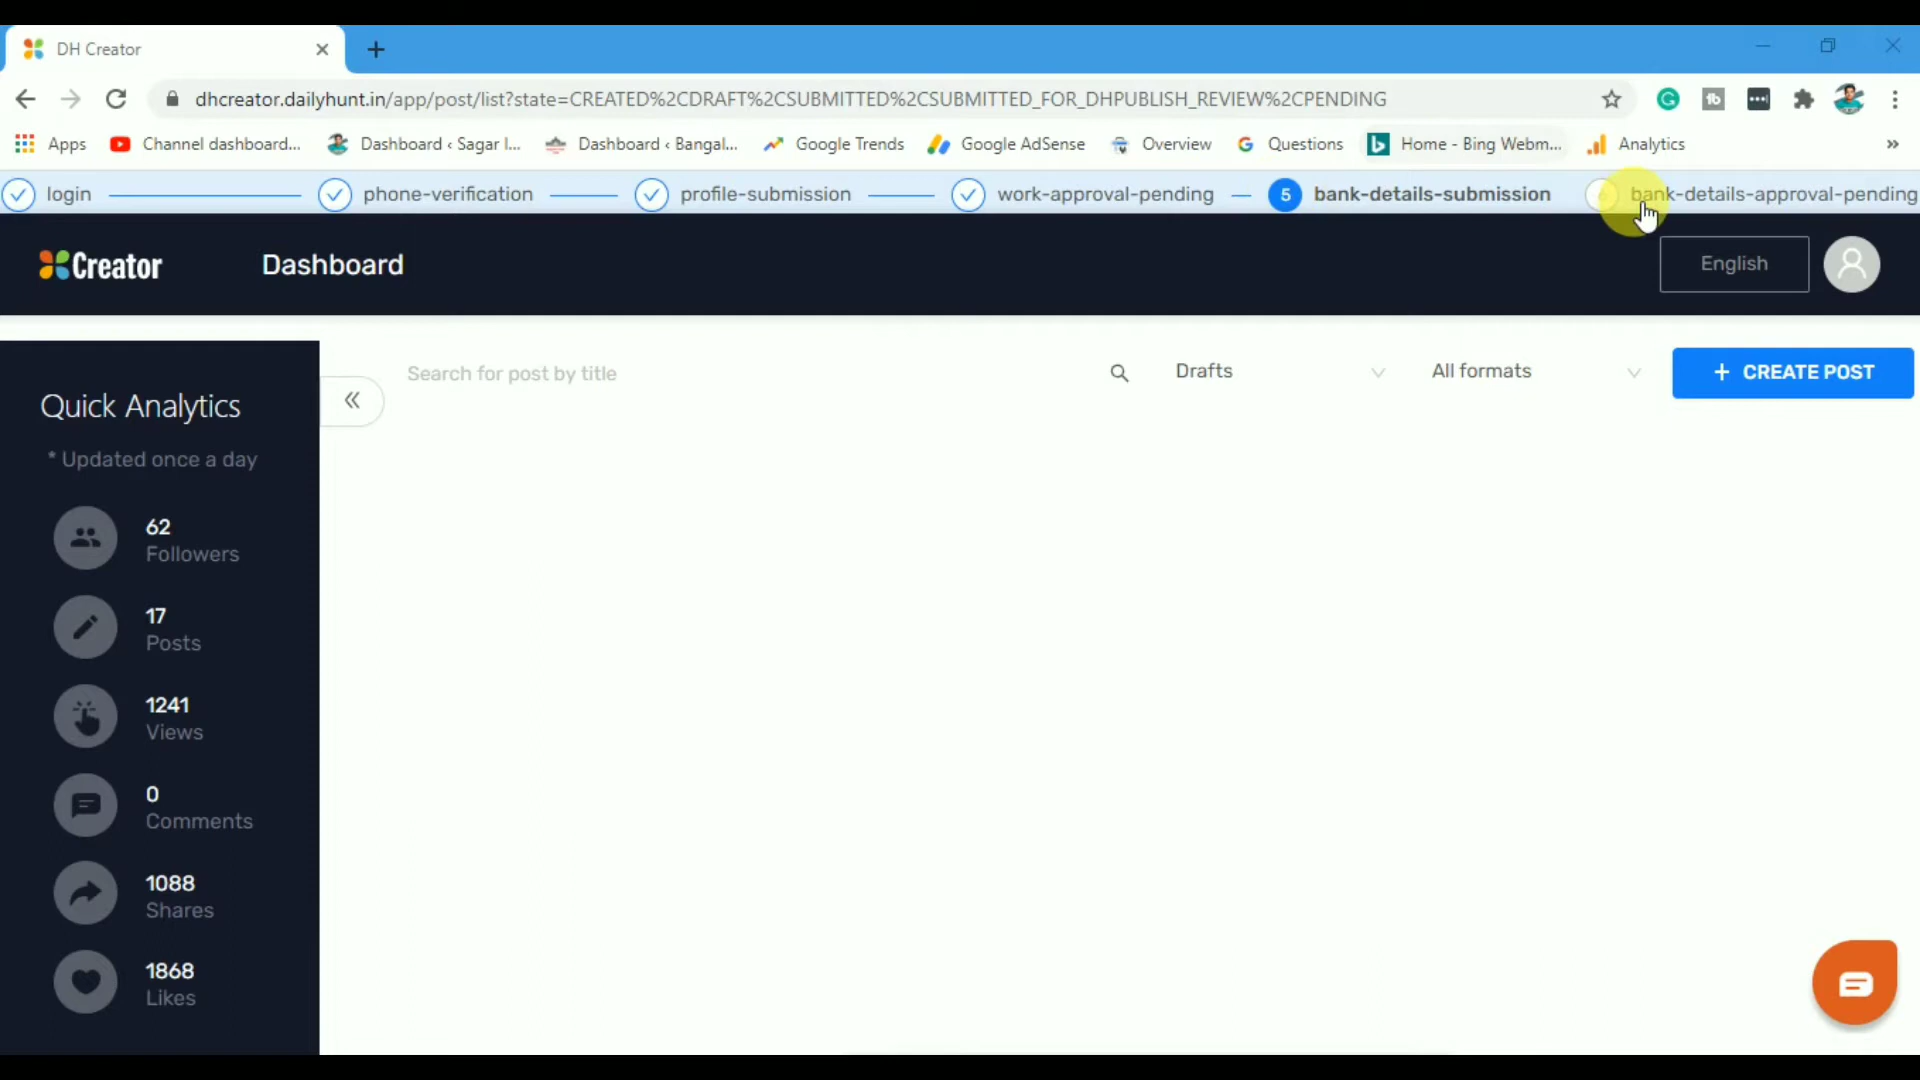 DH Creator
dhcreator.dailyhunt.in/app/post/list?state=CREATED%2CDRAFT%2CSUBMITTED%2CSUBMITTED_FOR_DHPUBLISH_REVIEW%2CPENDING
Apps Channel dashboard... Dashboard ‹ Sagar I... Dashboard ‹ Bangal... Google Trends Google AdSense Overview Questions Home - Bing Webm... Analytics »
login phone-verification profile-submission work-approval-pending 5 bank-details-submission bank-details-approval-pending
Creator Dashboard English
Search for post by title Drafts All formats + CREATE POST
Quick Analytics
* Updated once a day
62
Followers
17
Posts
1241
Views
0
Comments
1088
Shares
1868
Likes